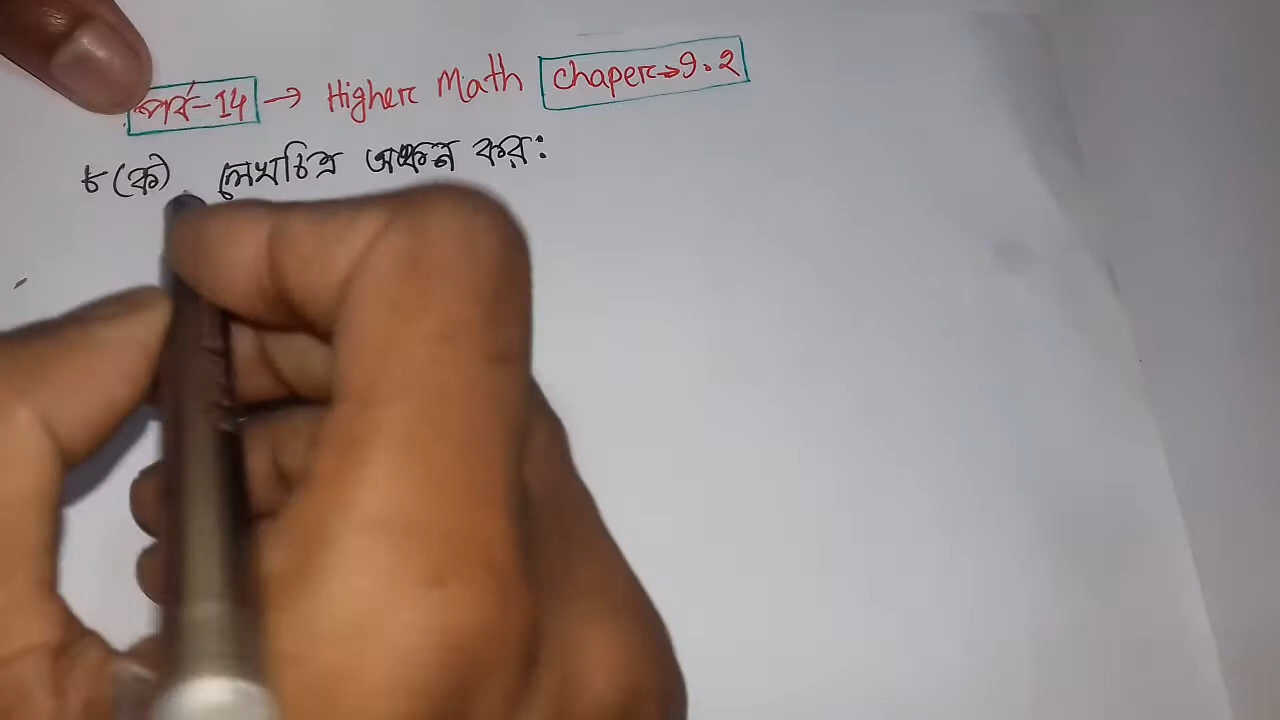 পর্ব-14 → Higher Math Chaper→9.2
৮(ক) লেখচিত্র অঙ্কন কর: